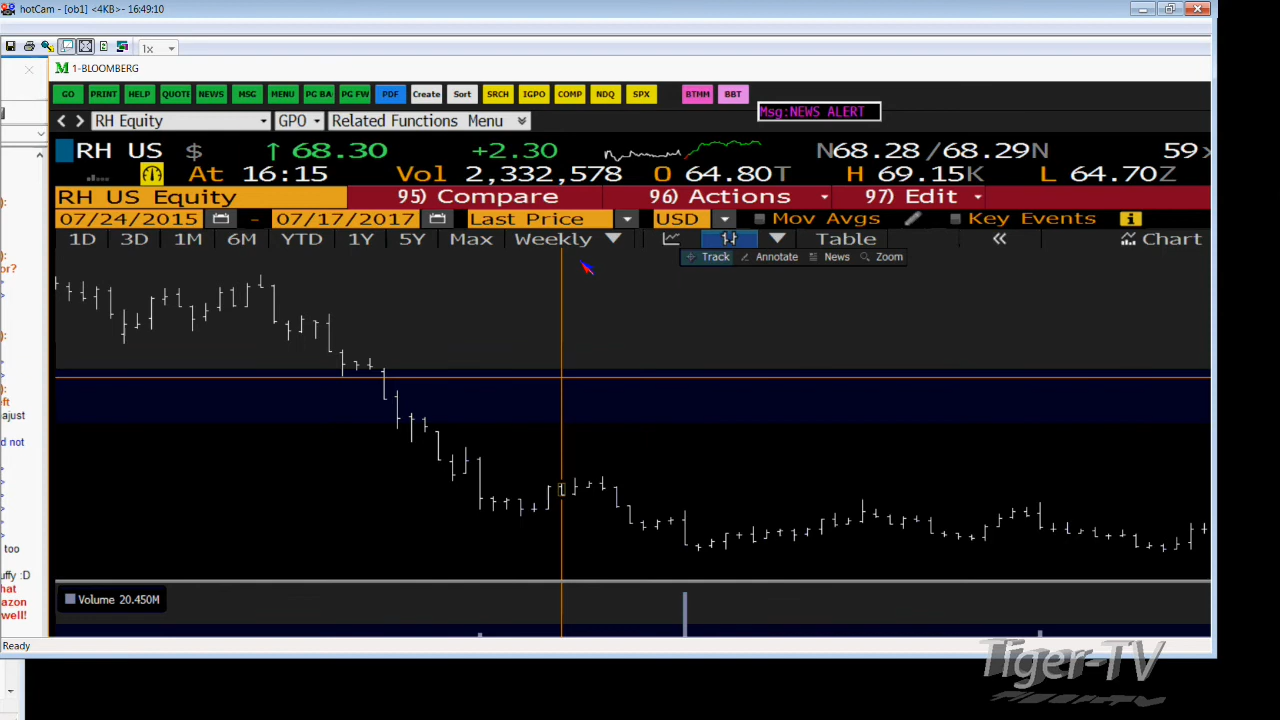 hotCam - [ob1] <4KB>- 16:49:10
1x
M 1-BLOOMBERG
GO PRINT HELP QUOTE NEWS MSG MENU PG BA PG FW PDF Create Sort SRCH IGPO COMP NDQ SPX BTMM BBT
Msg:NEWS ALERT
RH Equity GPO Related Functions Menu
RH US $ ↑ 68.30 +2.30 N68.28 /68.29N 59x
At 16:15 Vol 2,332,578 O 64.80T H 69.15K L 64.70Z
RH US Equity 95) Compare 96) Actions 97) Edit
07/24/2015 - 07/17/2017 Last Price USD Mov Avgs Key Events
1D 3D 1M 6M YTD 1Y 5Y Max Weekly Table « Chart
Track Annotate News Zoom
):
or?
>
>
):
>
>
):
ft
ajust
d not
>
>
>
>
too
>
uffy :D
hat
azon
well!
Volume 20.450M
Ready
Tiger-TV